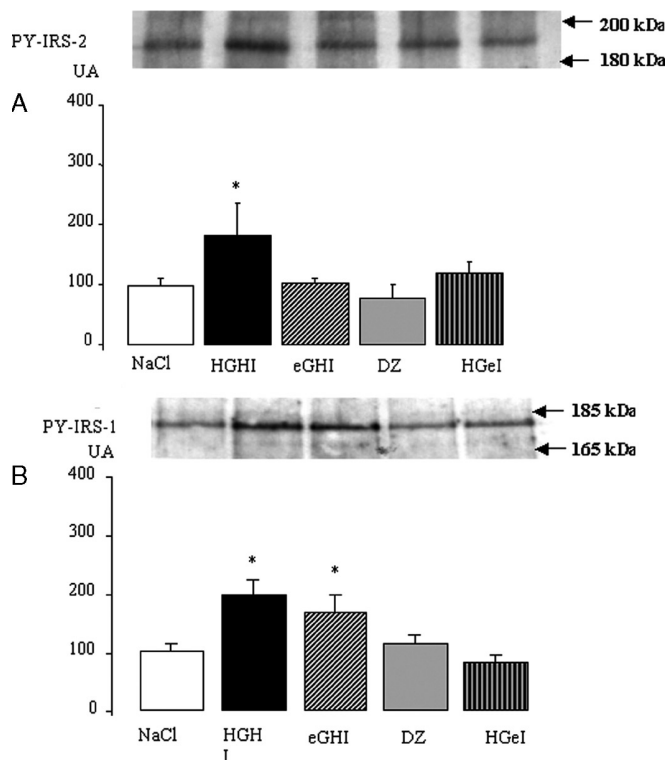 PY-IRS-2
200 kDa
180 kDa
UA
A
400
300
200
100
0
*
NaCl HGHI eGHI DZ HGeI
PY-IRS-1
185 kDa
165 kDa
UA
B
400
300
200
100
0
* *
NaCl HGH eGHI DZ HGeI
I